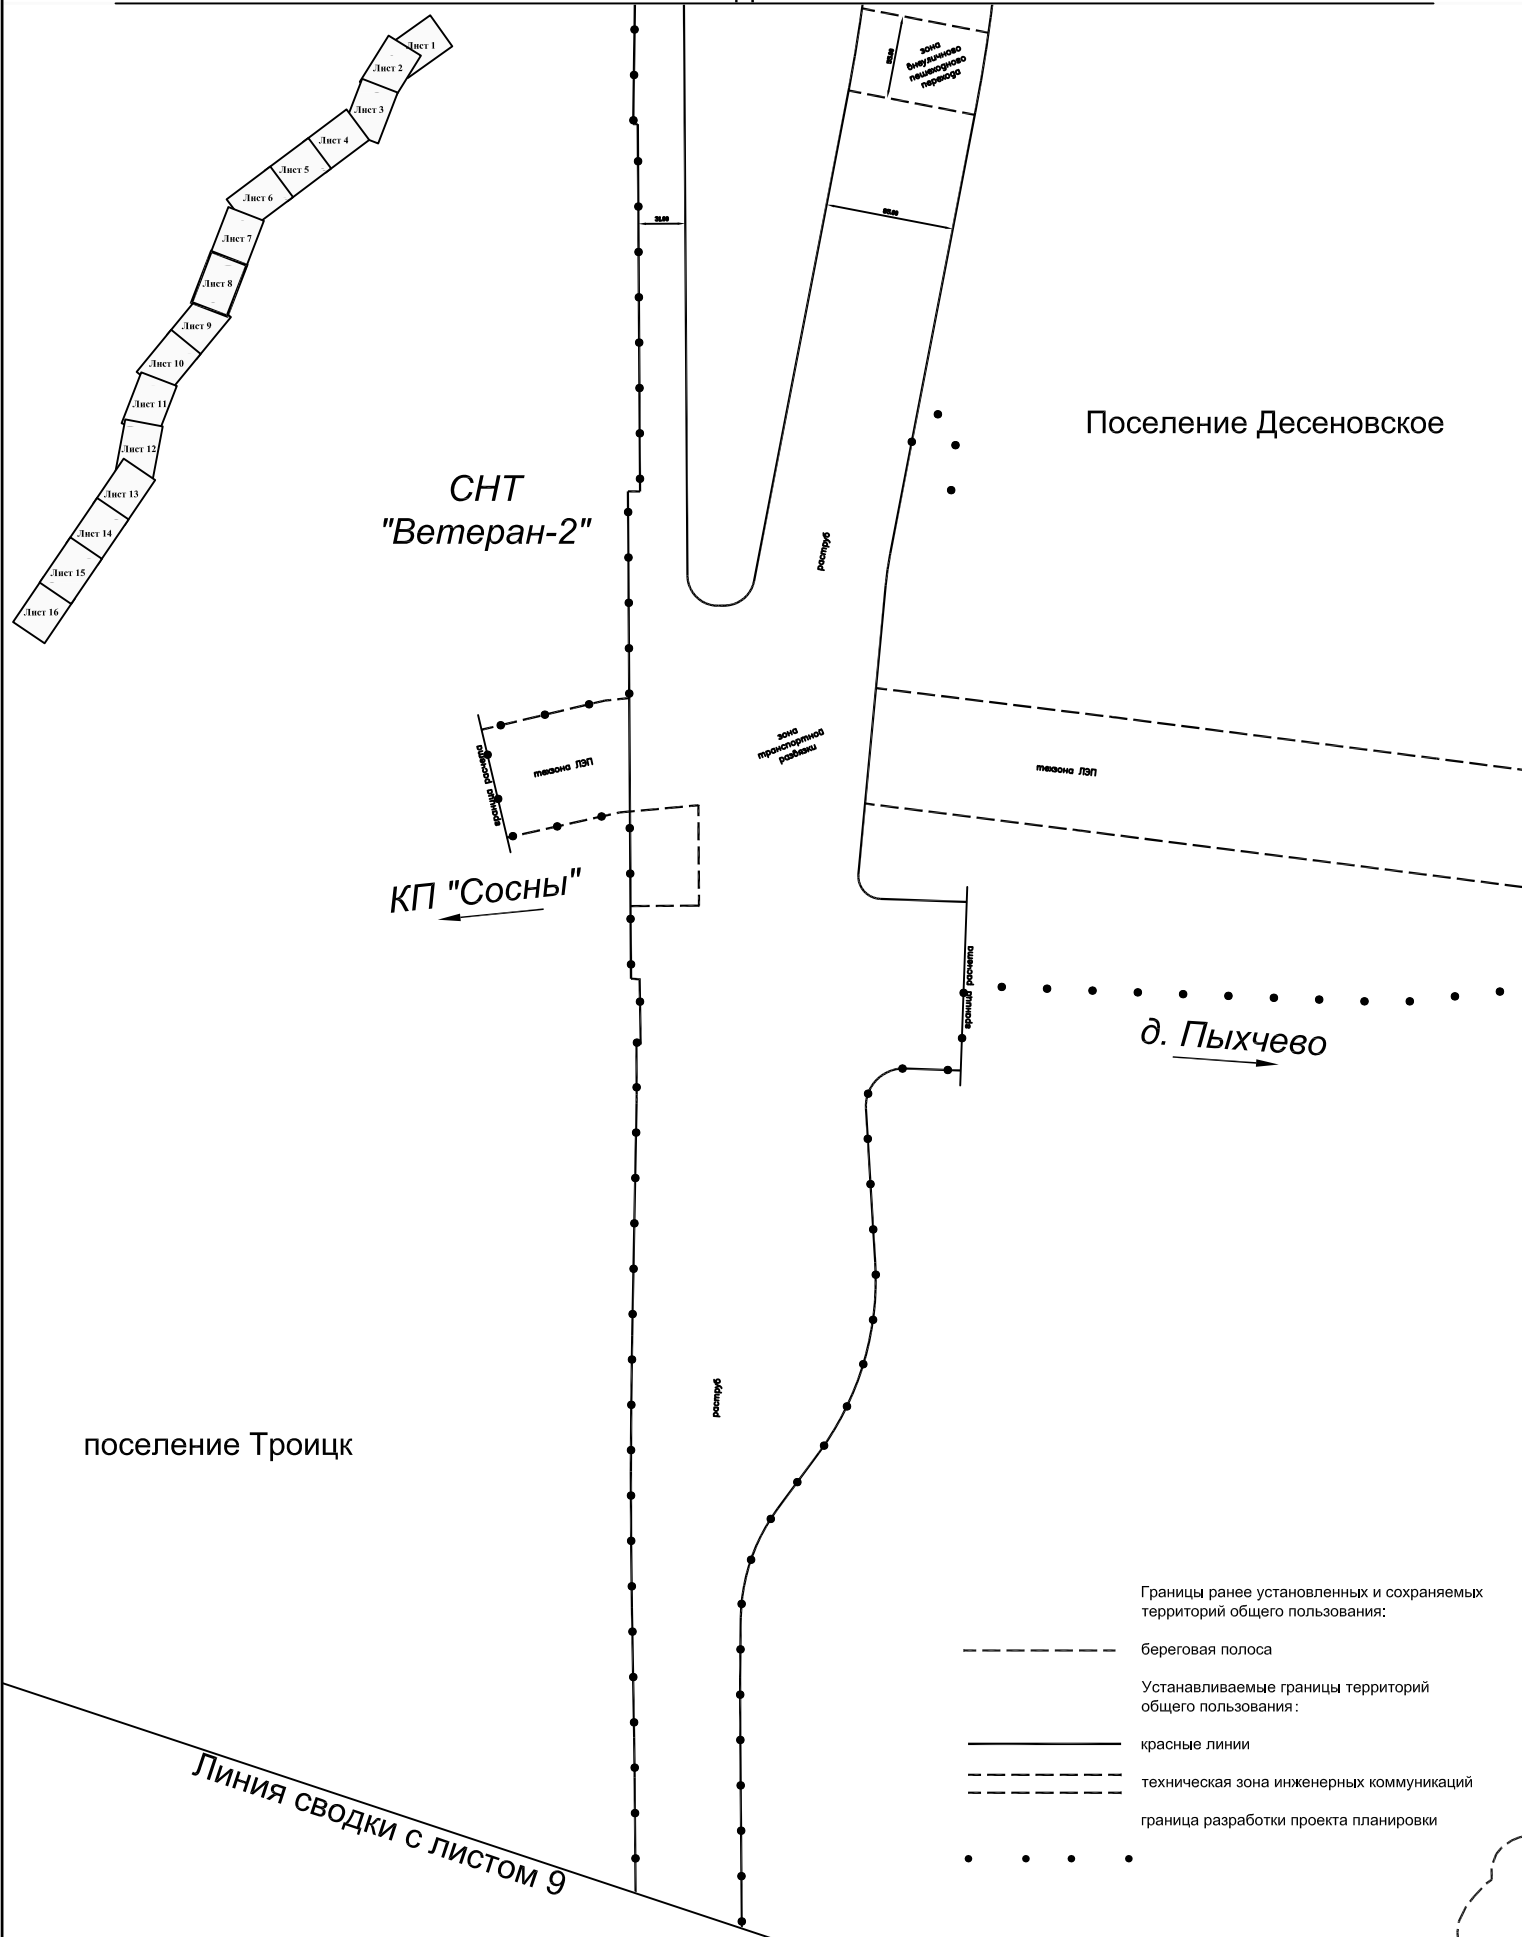 Лист 1
Лист 2
Лист 3
Лист 4
Лист 5
Лист 6
Лист 7
Лист 8
Лист 9
Лист 10
Лист 11
Лист 12
Лист 13
Лист 14
Лист 15
Лист 16
зона
внеуличного
пешеходного
перехода
31.00
Поселение Десеновское
СНТ
"Ветеран-2"
раструб
зона
транспортной
развязки
техзона ЛЭП
техзона ЛЭП
граница расчета
КП "Сосны"
граница расчета
д. Пыхчево
раструб
поселение Троицк
Границы ранее установленных и сохраняемых
территорий общего пользования:
береговая полоса
Устанавливаемые границы территорий
общего пользования:
красные линии
техническая зона инженерных коммуникаций
граница разработки проекта планировки
Линия сводки с листом 9